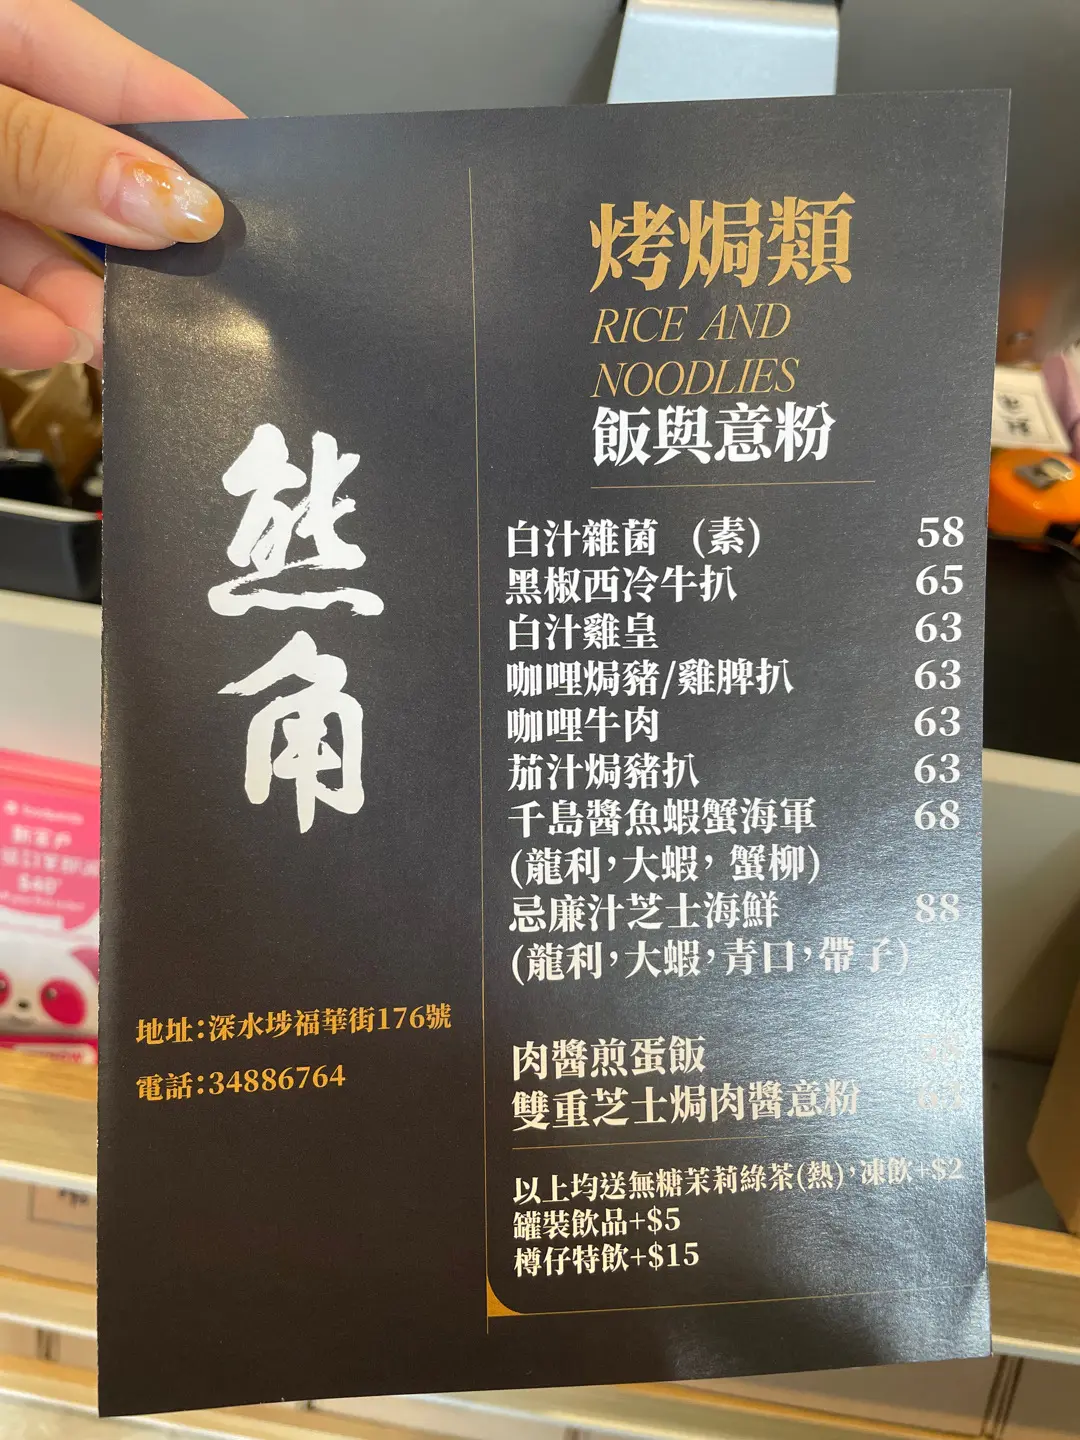 熊角
地址:深水埗福華街176號
電話:34886764
烤焗類
RICE AND
NOODLIES
飯與意粉
白汁雜菌 (素) 58
黑椒西冷牛扒 65
白汁雞皇 63
咖哩焗豬/雞脾扒 63
咖哩牛肉 63
茄汁焗豬扒 63
千島醬魚蝦蟹海軍 68
(龍利,大蝦,蟹柳)
忌廉汁芝士海鮮 88
(龍利,大蝦,青口,帶子)
肉醬煎蛋飯
雙重芝士焗肉醬意粉
以上均送無糖茉莉綠茶(熱),凍飲+$2
罐裝飲品+$5
樽仔特飲+$15